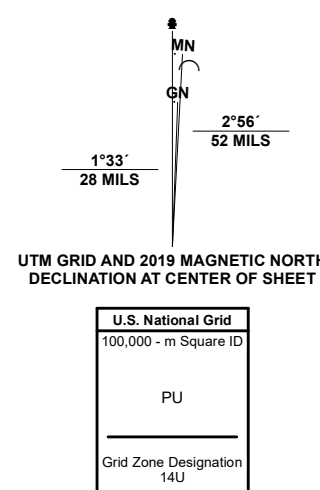 MN
GN
2°56´
52 MILS
1°33´
28 MILS
UTM GRID AND 2019 MAGNETIC NORTH
DECLINATION AT CENTER OF SHEET
U.S. National Grid
100,000 - m Square ID
PU
Grid Zone Designation
14U